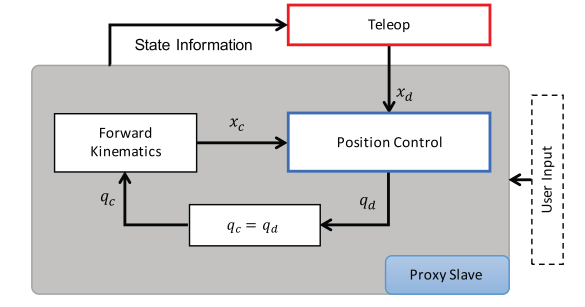 Teleop
State Information
x_d
Forward
Kinematics
x_c
Position Control
q_c
q_d
q_c = q_d
User Input
Proxy Slave